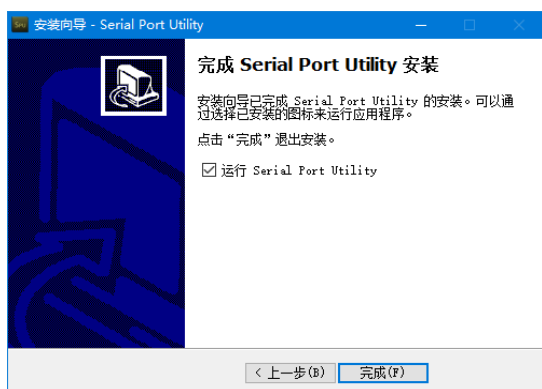 安装向导 - Serial Port Utility
完成 Serial Port Utility 安装
安装向导已完成 Serial Port Utility 的安装。可以通
过选择已安装的图标来运行应用程序。
点击“完成”退出安装。
运行 Serial Port Utility
< 上一步(B) 完成(F)